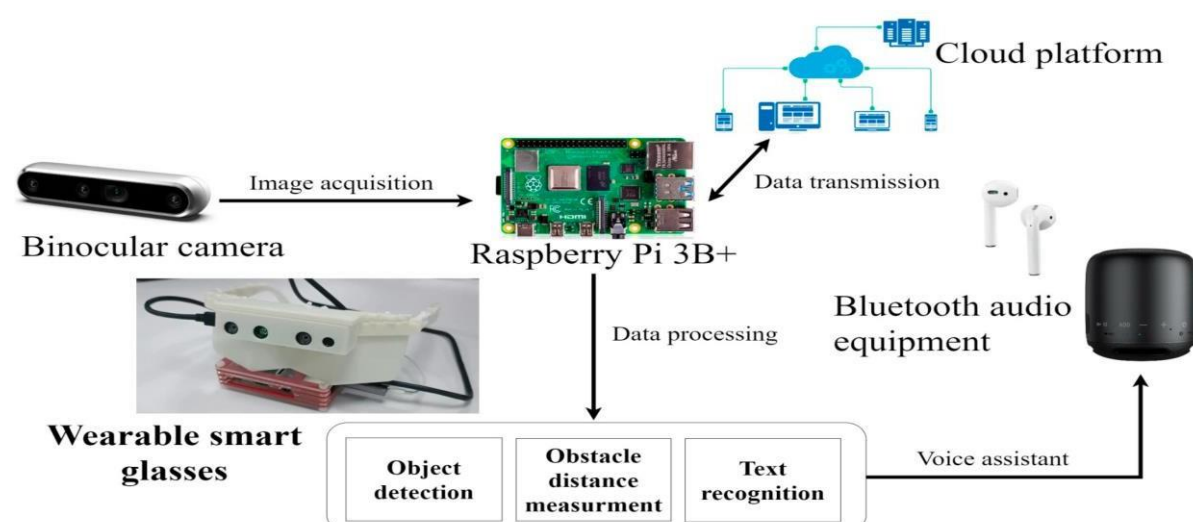 Cloud platform
Image acquisition
Data transmission
Binocular camera
Raspberry Pi 3B+
HDMI
Bluetooth audio
equipment
Data processing
Wearable smart
glasses
Object
detection
Obstacle
distance
measurment
Text
recognition
Voice assistant